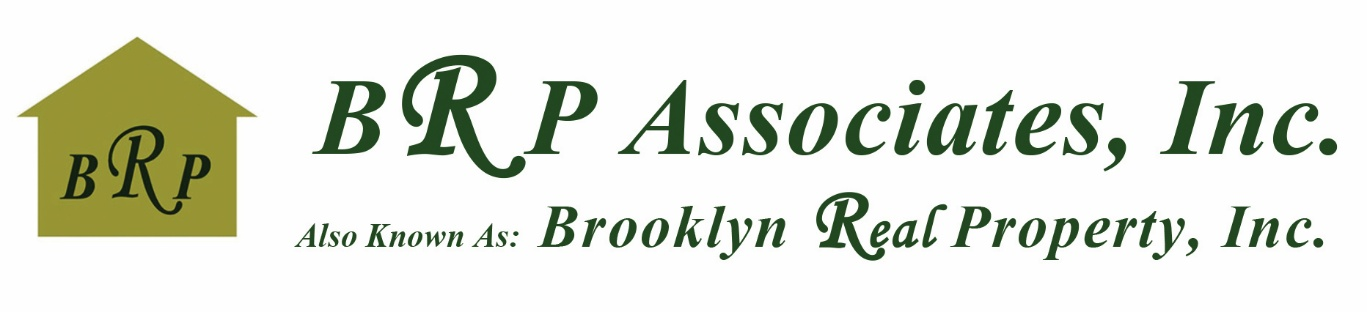 BRP
BRP Associates, Inc.
Also Known As: Brooklyn Real Property, Inc.